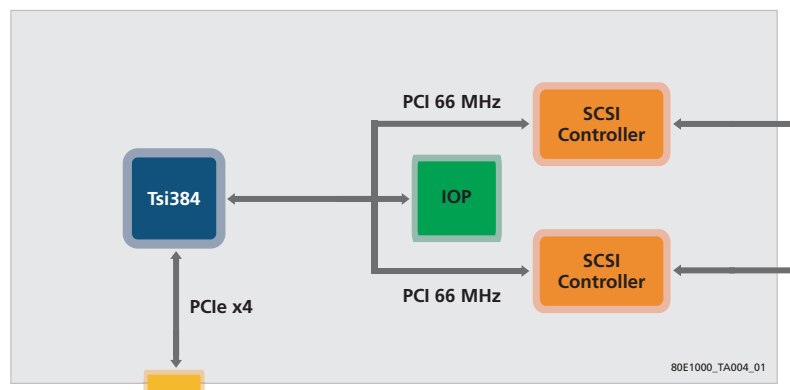 PCI 66 MHz
SCSI
Controller
Tsi384
IOP
SCSI
Controller
PCI 66 MHz
PCIe x4
80E1000_TA004_01